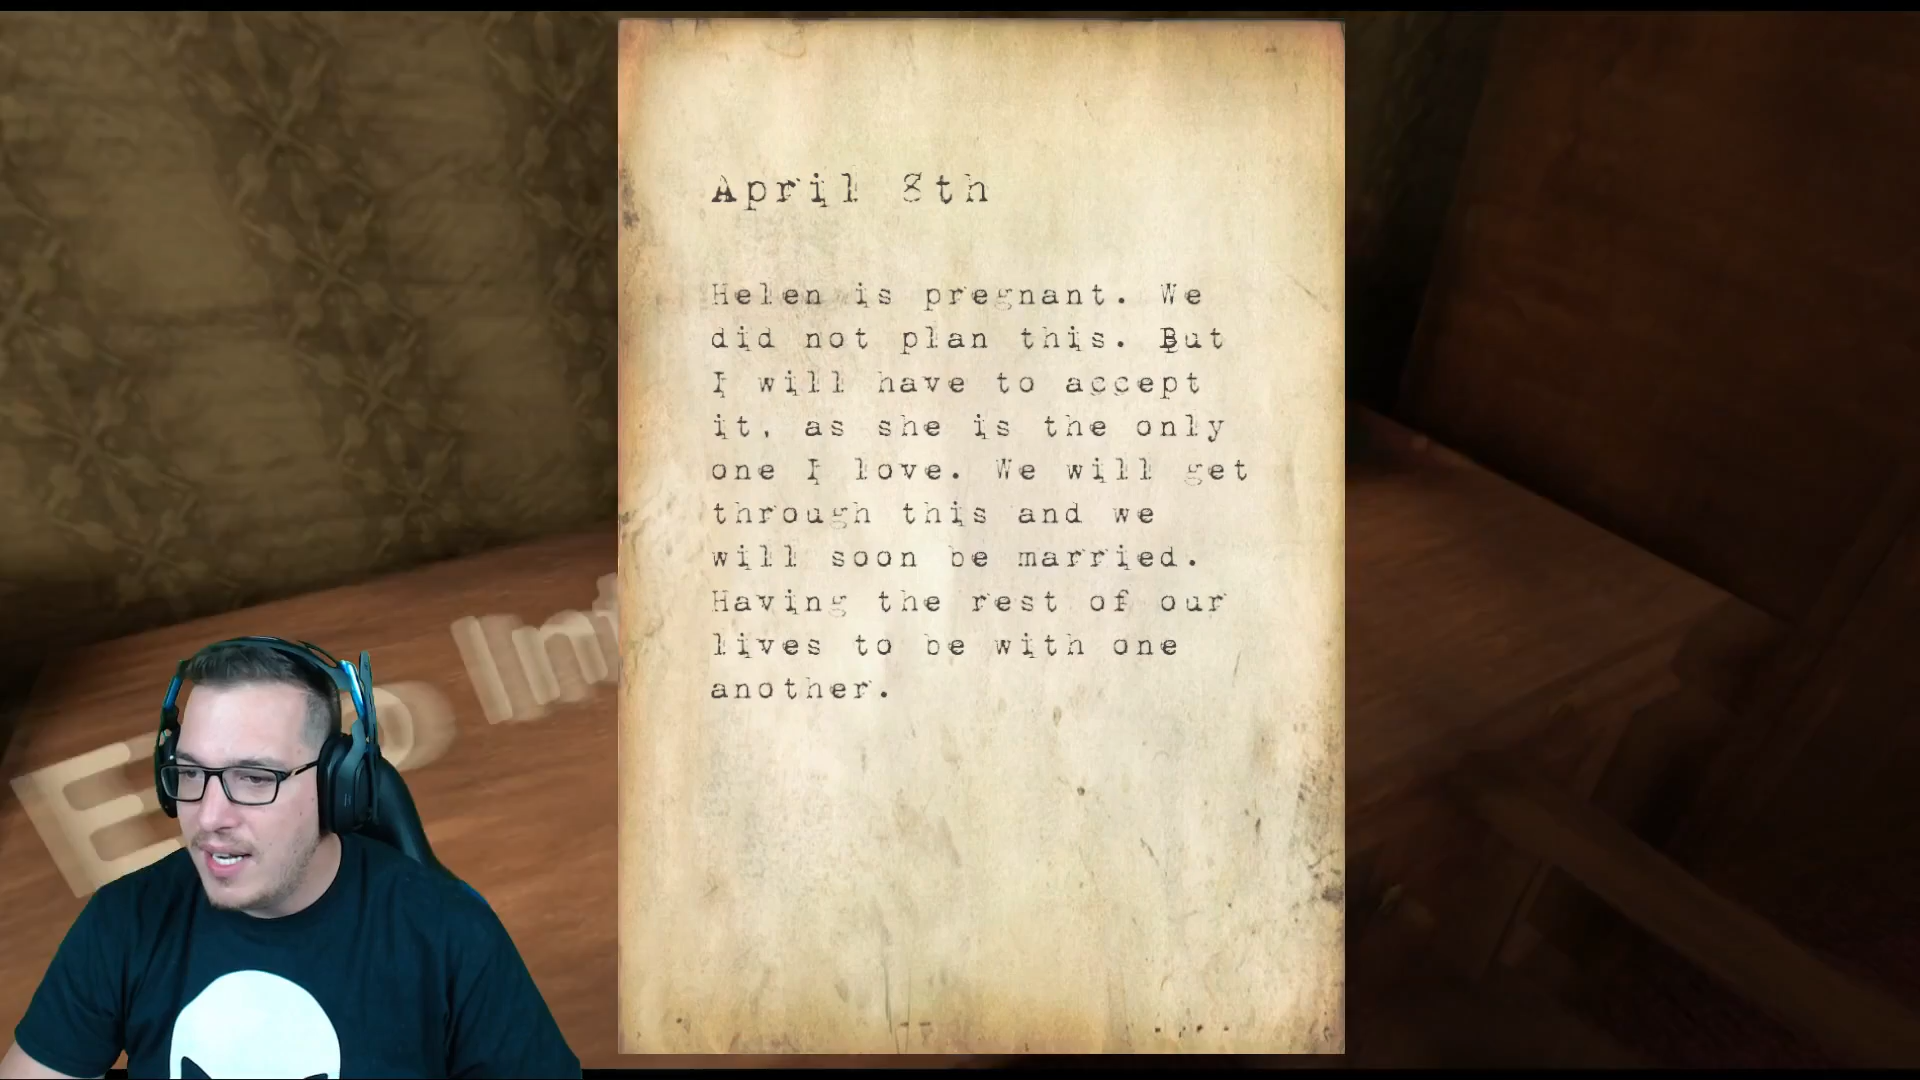 April 8th
Helen is pregnant. We
did not plan this. But
I will have to accept
it, as she is the only
one I love. We will get
through this and we
will soon be married.
Having the rest of our
lives to be with one
another.